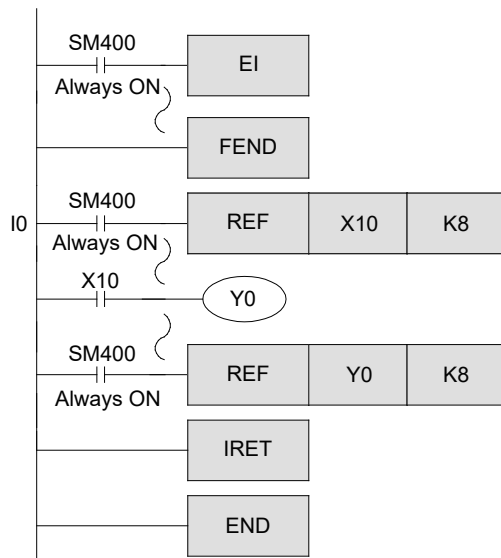 SM400
EI
Always ON
FEND
SM400
I0
REF X10 K8
Always ON
X10
Y0
SM400
REF Y0 K8
Always ON
IRET
END